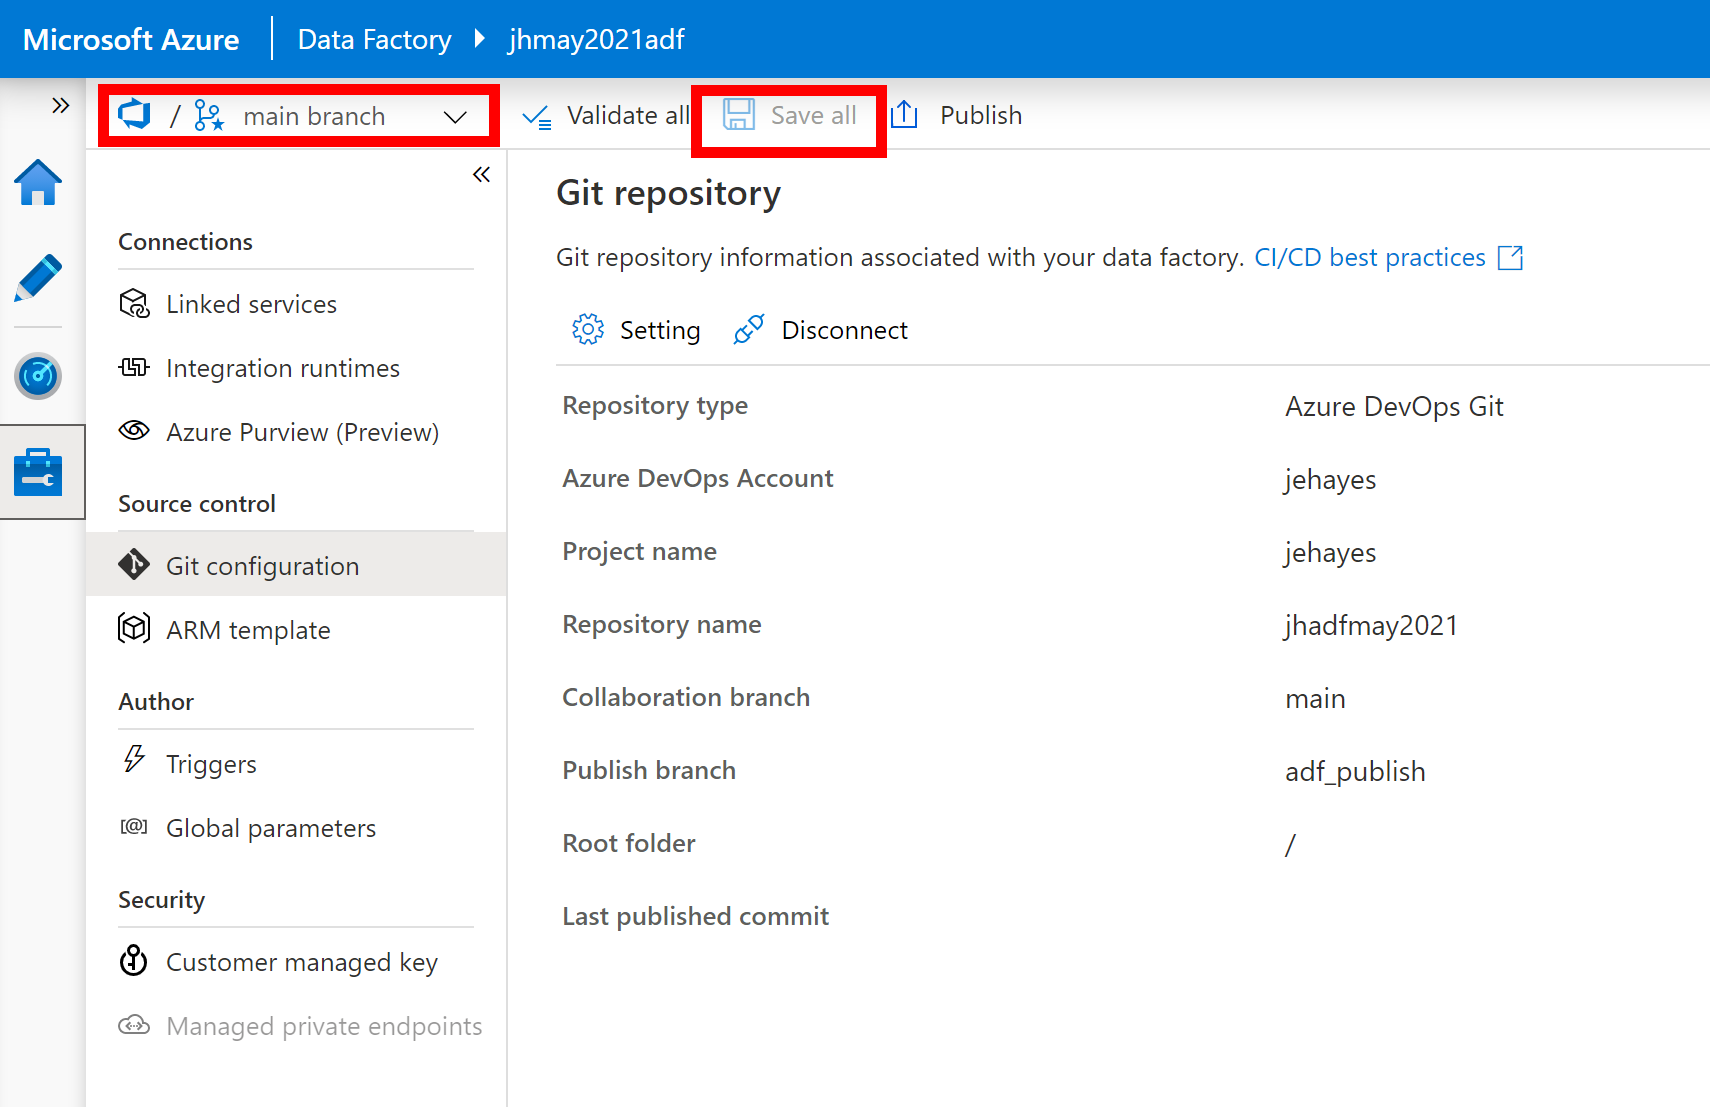 Microsoft Azure Data Factory jhmay2021adf
/ main branch Validate all Save all Publish
Connections
Linked services
Integration runtimes
Azure Purview (Preview)
Source control
Git configuration
ARM template
Author
Triggers
Global parameters
Security
Customer managed key
Managed private endpoints
Git repository
Git repository information associated with your data factory. CI/CD best practices
Setting Disconnect
Repository type Azure DevOps Git
Azure DevOps Account jehayes
Project name jehayes
Repository name jhadfmay2021
Collaboration branch main
Publish branch adf_publish
Root folder /
Last published commit